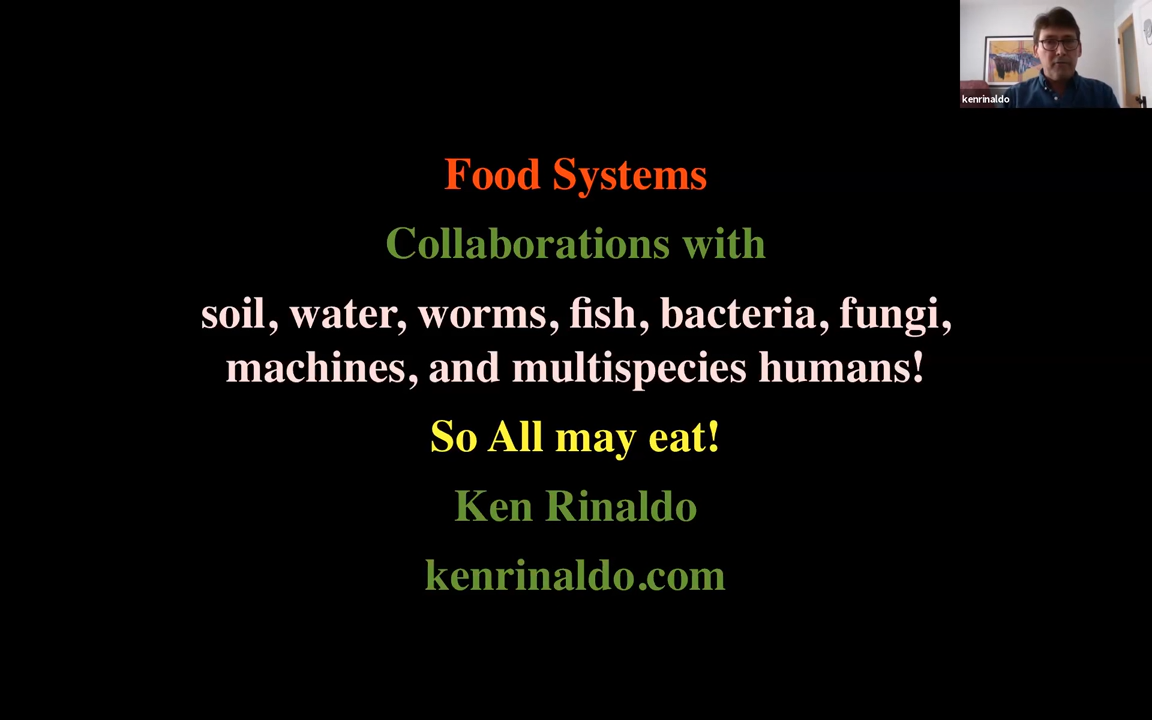 kenrinaldo
Food Systems
Collaborations with
soil, water, worms, fish, bacteria, fungi,
machines, and multispecies humans!
So All may eat!
Ken Rinaldo
kenrinaldo.com